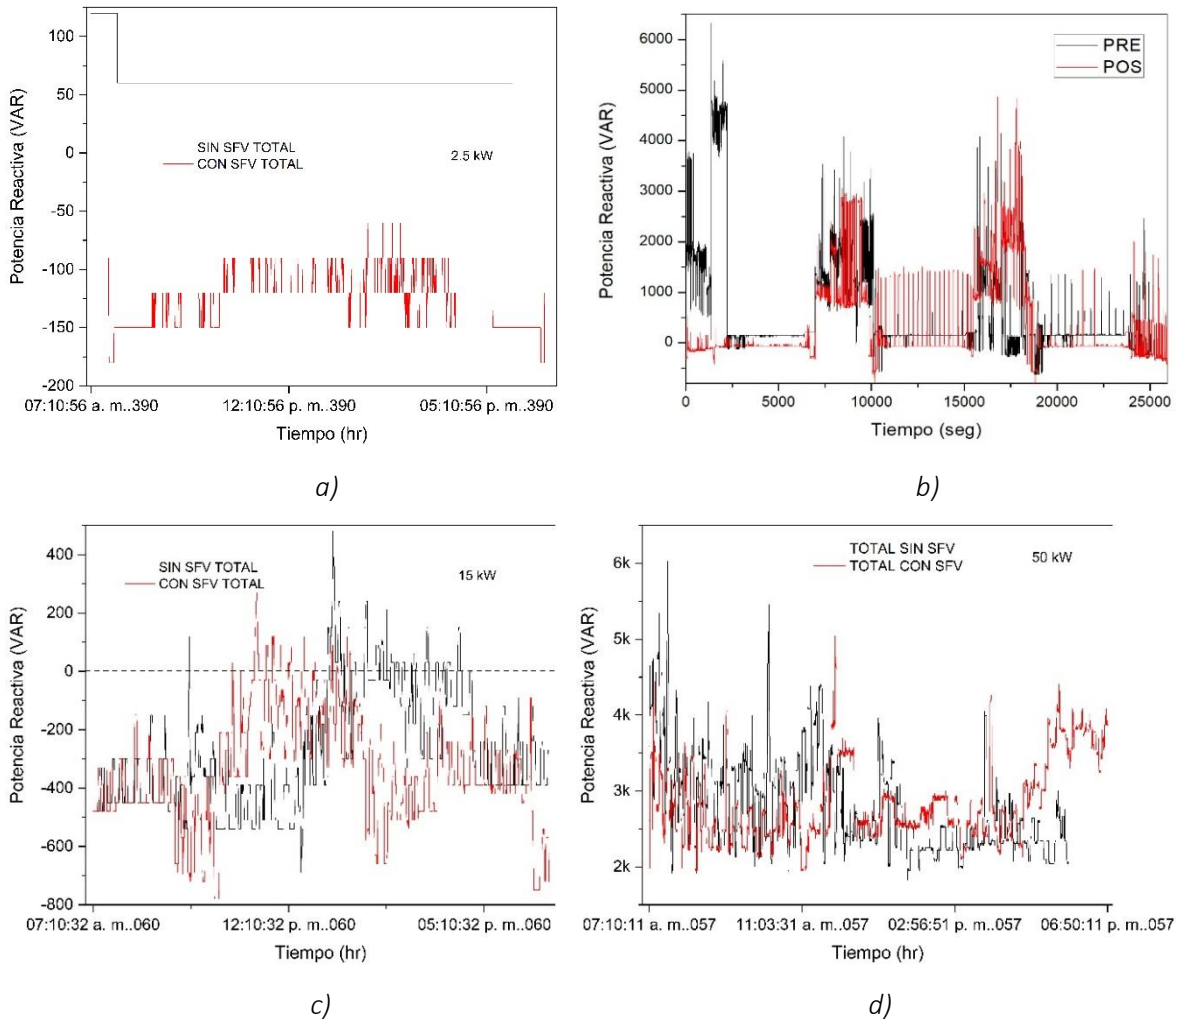 Potencia Reactiva (VAR)
100
50
0
-50
-100
-150
-200
SIN SFV TOTAL
CON SFV TOTAL
2.5 kW
07:10:56 a. m..390
12:10:56 p. m..390
05:10:56 p. m..390
Tiempo (hr)
a)
Potencia Reactiva (VAR)
6000
5000
4000
3000
2000
1000
0
PRE
POS
0
5000
10000
15000
20000
25000
Tiempo (seg)
b)
Potencia Reactiva (VAR)
400
200
0
-200
-400
-600
-800
SIN SFV TOTAL
CON SFV TOTAL
15 kW
07:10:32 a. m..060
12:10:32 p. m..060
05:10:32 p. m..060
Tiempo (hr)
c)
Potencia Reactiva (VAR)
6k
5k
4k
3k
2k
TOTAL SIN SFV
TOTAL CON SFV
50 kW
07:10:11 a. m..057
11:03:31 a. m..057
02:56:51 p. m..057
06:50:11 p. m..057
Tiempo (hr)
d)